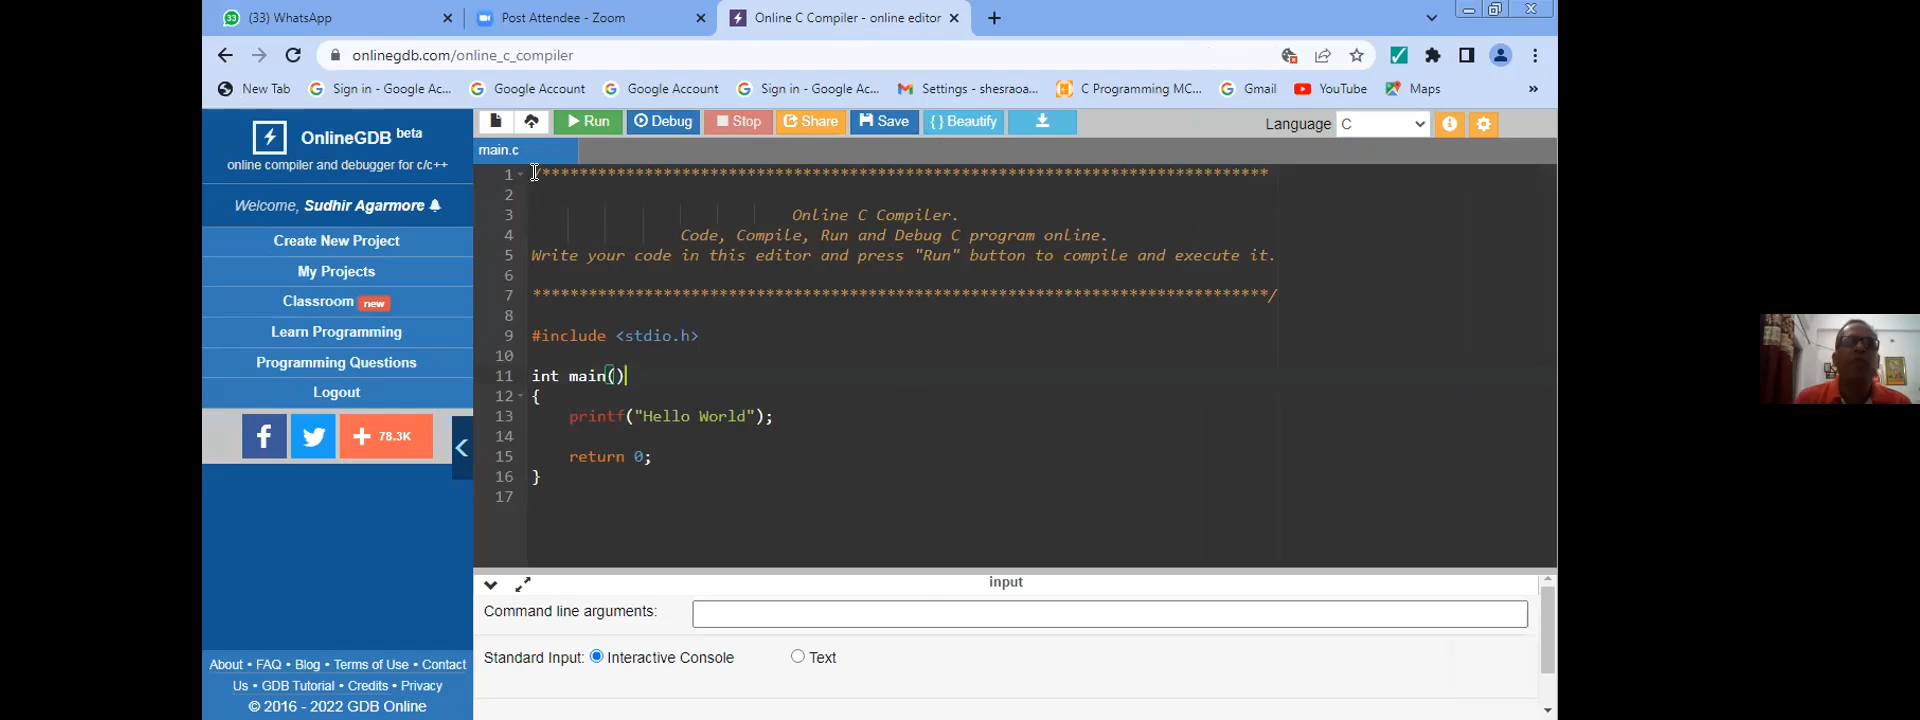 (33) WhatsApp
Post Attendee - Zoom
Online C Compiler - online editor
onlinegdb.com/online_c_compiler
New Tab
Sign in - Google Ac...
Google Account
Google Account
Sign in - Google Ac...
Settings - shesraoa...
C Programming MC...
Gmail
YouTube
Maps
»
OnlineGDB beta
online compiler and debugger for c/c++
Welcome, Sudhir Agarmore
Create New Project
My Projects
Classroom new
Learn Programming
Programming Questions
Logout
+ 78.3K
About • FAQ • Blog • Terms of Use • Contact
Us • GDB Tutorial • Credits • Privacy
© 2016 - 2022 GDB Online
Run
Debug
Stop
Share
Save
{ } Beautify
Language C
main.c
1 /******************************************************************************
2
3 Online C Compiler.
4 Code, Compile, Run and Debug C program online.
5 Write your code in this editor and press "Run" button to compile and execute it.
6
7 *******************************************************************************/
8
9 #include <stdio.h>
10
11 int main()
12 {
13 printf("Hello World");
14
15 return 0;
16 }
17
input
Command line arguments:
Standard Input: Interactive Console Text